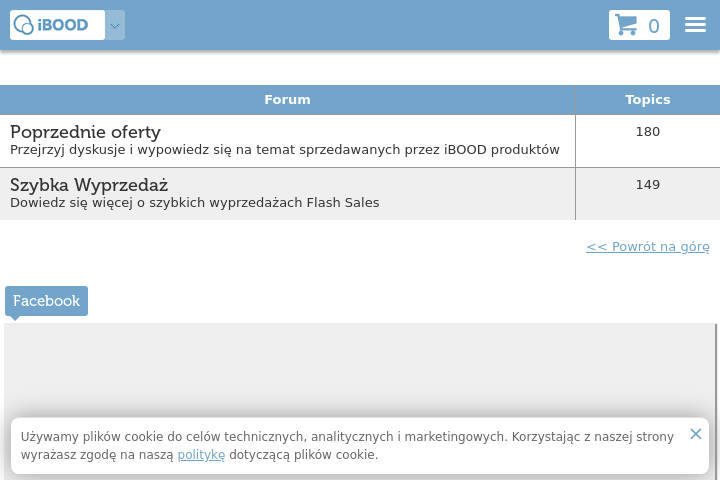 iBOOD
0
Forum
Topics
Poprzednie oferty
180
Przejrzyj dyskusje i wypowiedz się na temat sprzedawanych przez iBOOD produktów
Szybka Wyprzedaż
149
Dowiedz się więcej o szybkich wyprzedażach Flash Sales
<< Powrót na górę
Facebook
Używamy plików cookie do celów technicznych, analitycznych i marketingowych. Korzystając z naszej strony
wyrażasz zgodę na naszą politykę dotyczącą plików cookie.